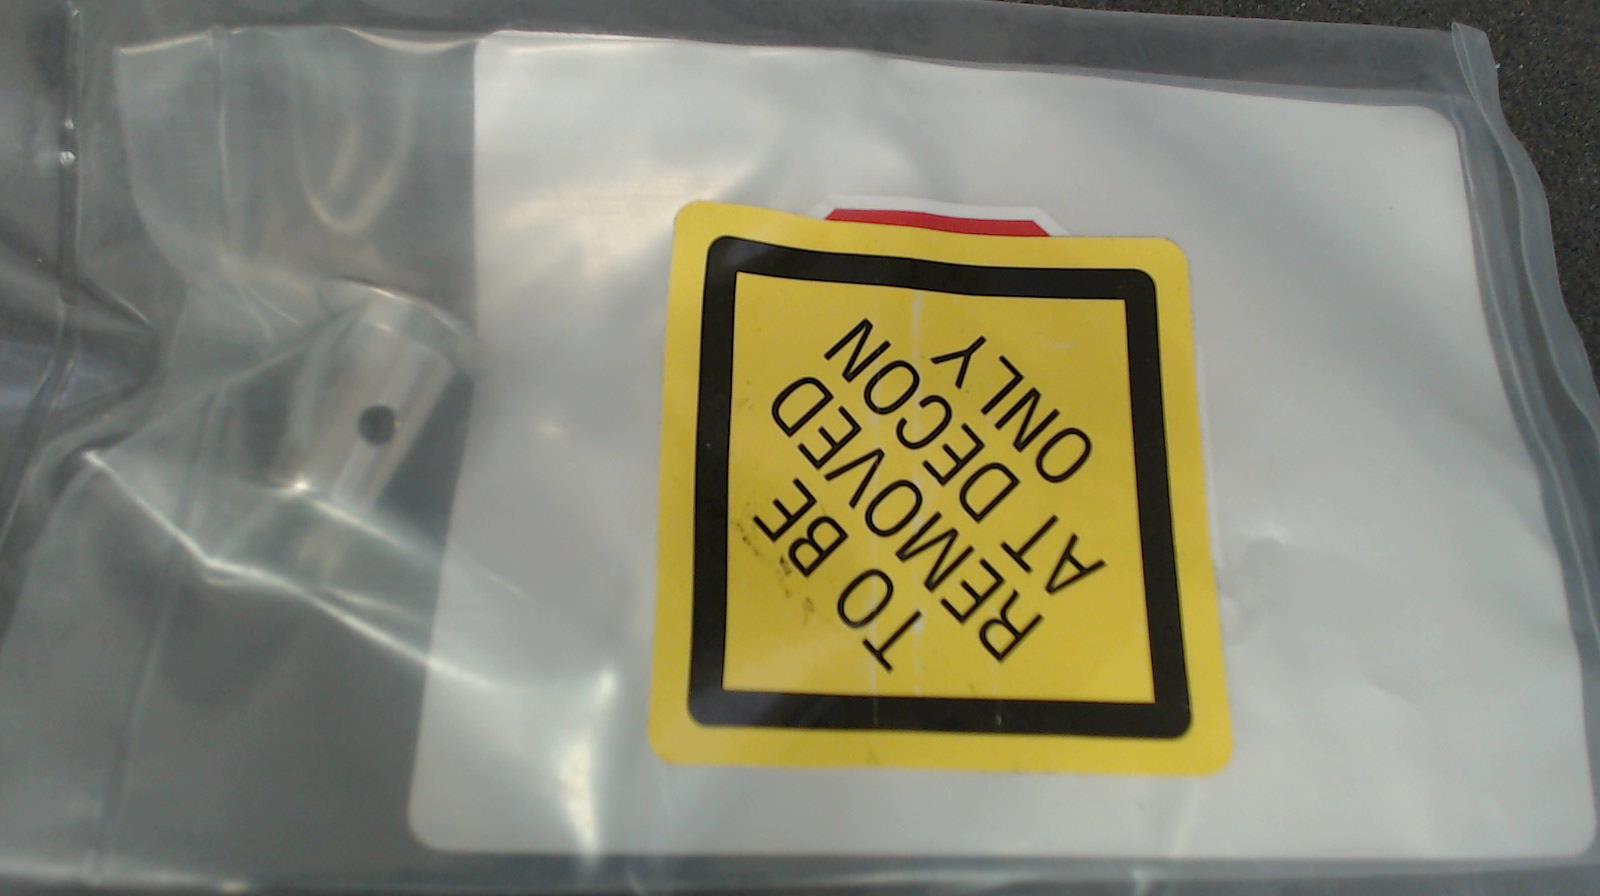 TO BE
REMOVED
AT DECON
ONLY